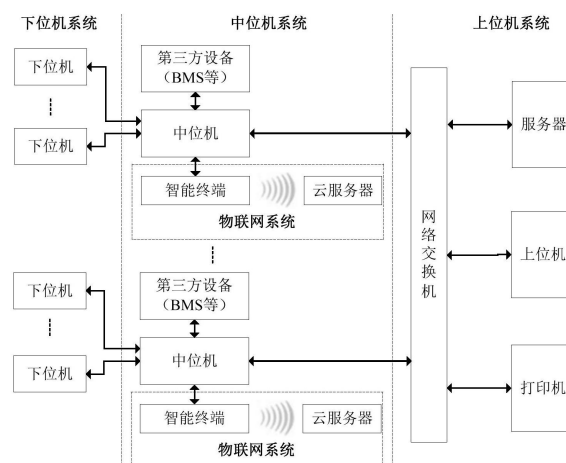 下位机系统
中位机系统
上位机系统
下位机
下位机
第三方设备
（BMS等）
中位机
智能终端
云服务器
物联网系统
下位机
下位机
第三方设备
（BMS等）
中位机
智能终端
云服务器
物联网系统
网
络
交
换
机
服务器
上位机
打印机